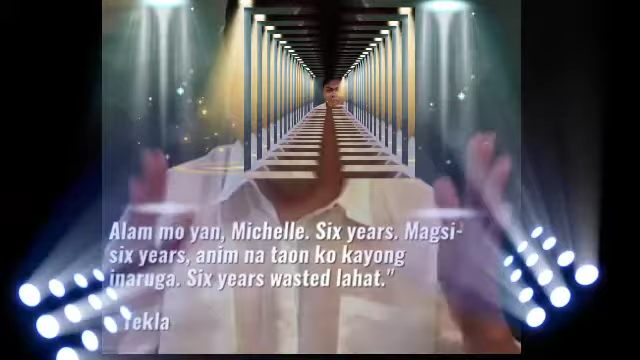 Alam mo yan, Michelle. Six years. Magsi-
six years, anim na taon ko kayong
inaruga. Six years wasted lahat."
Tekla